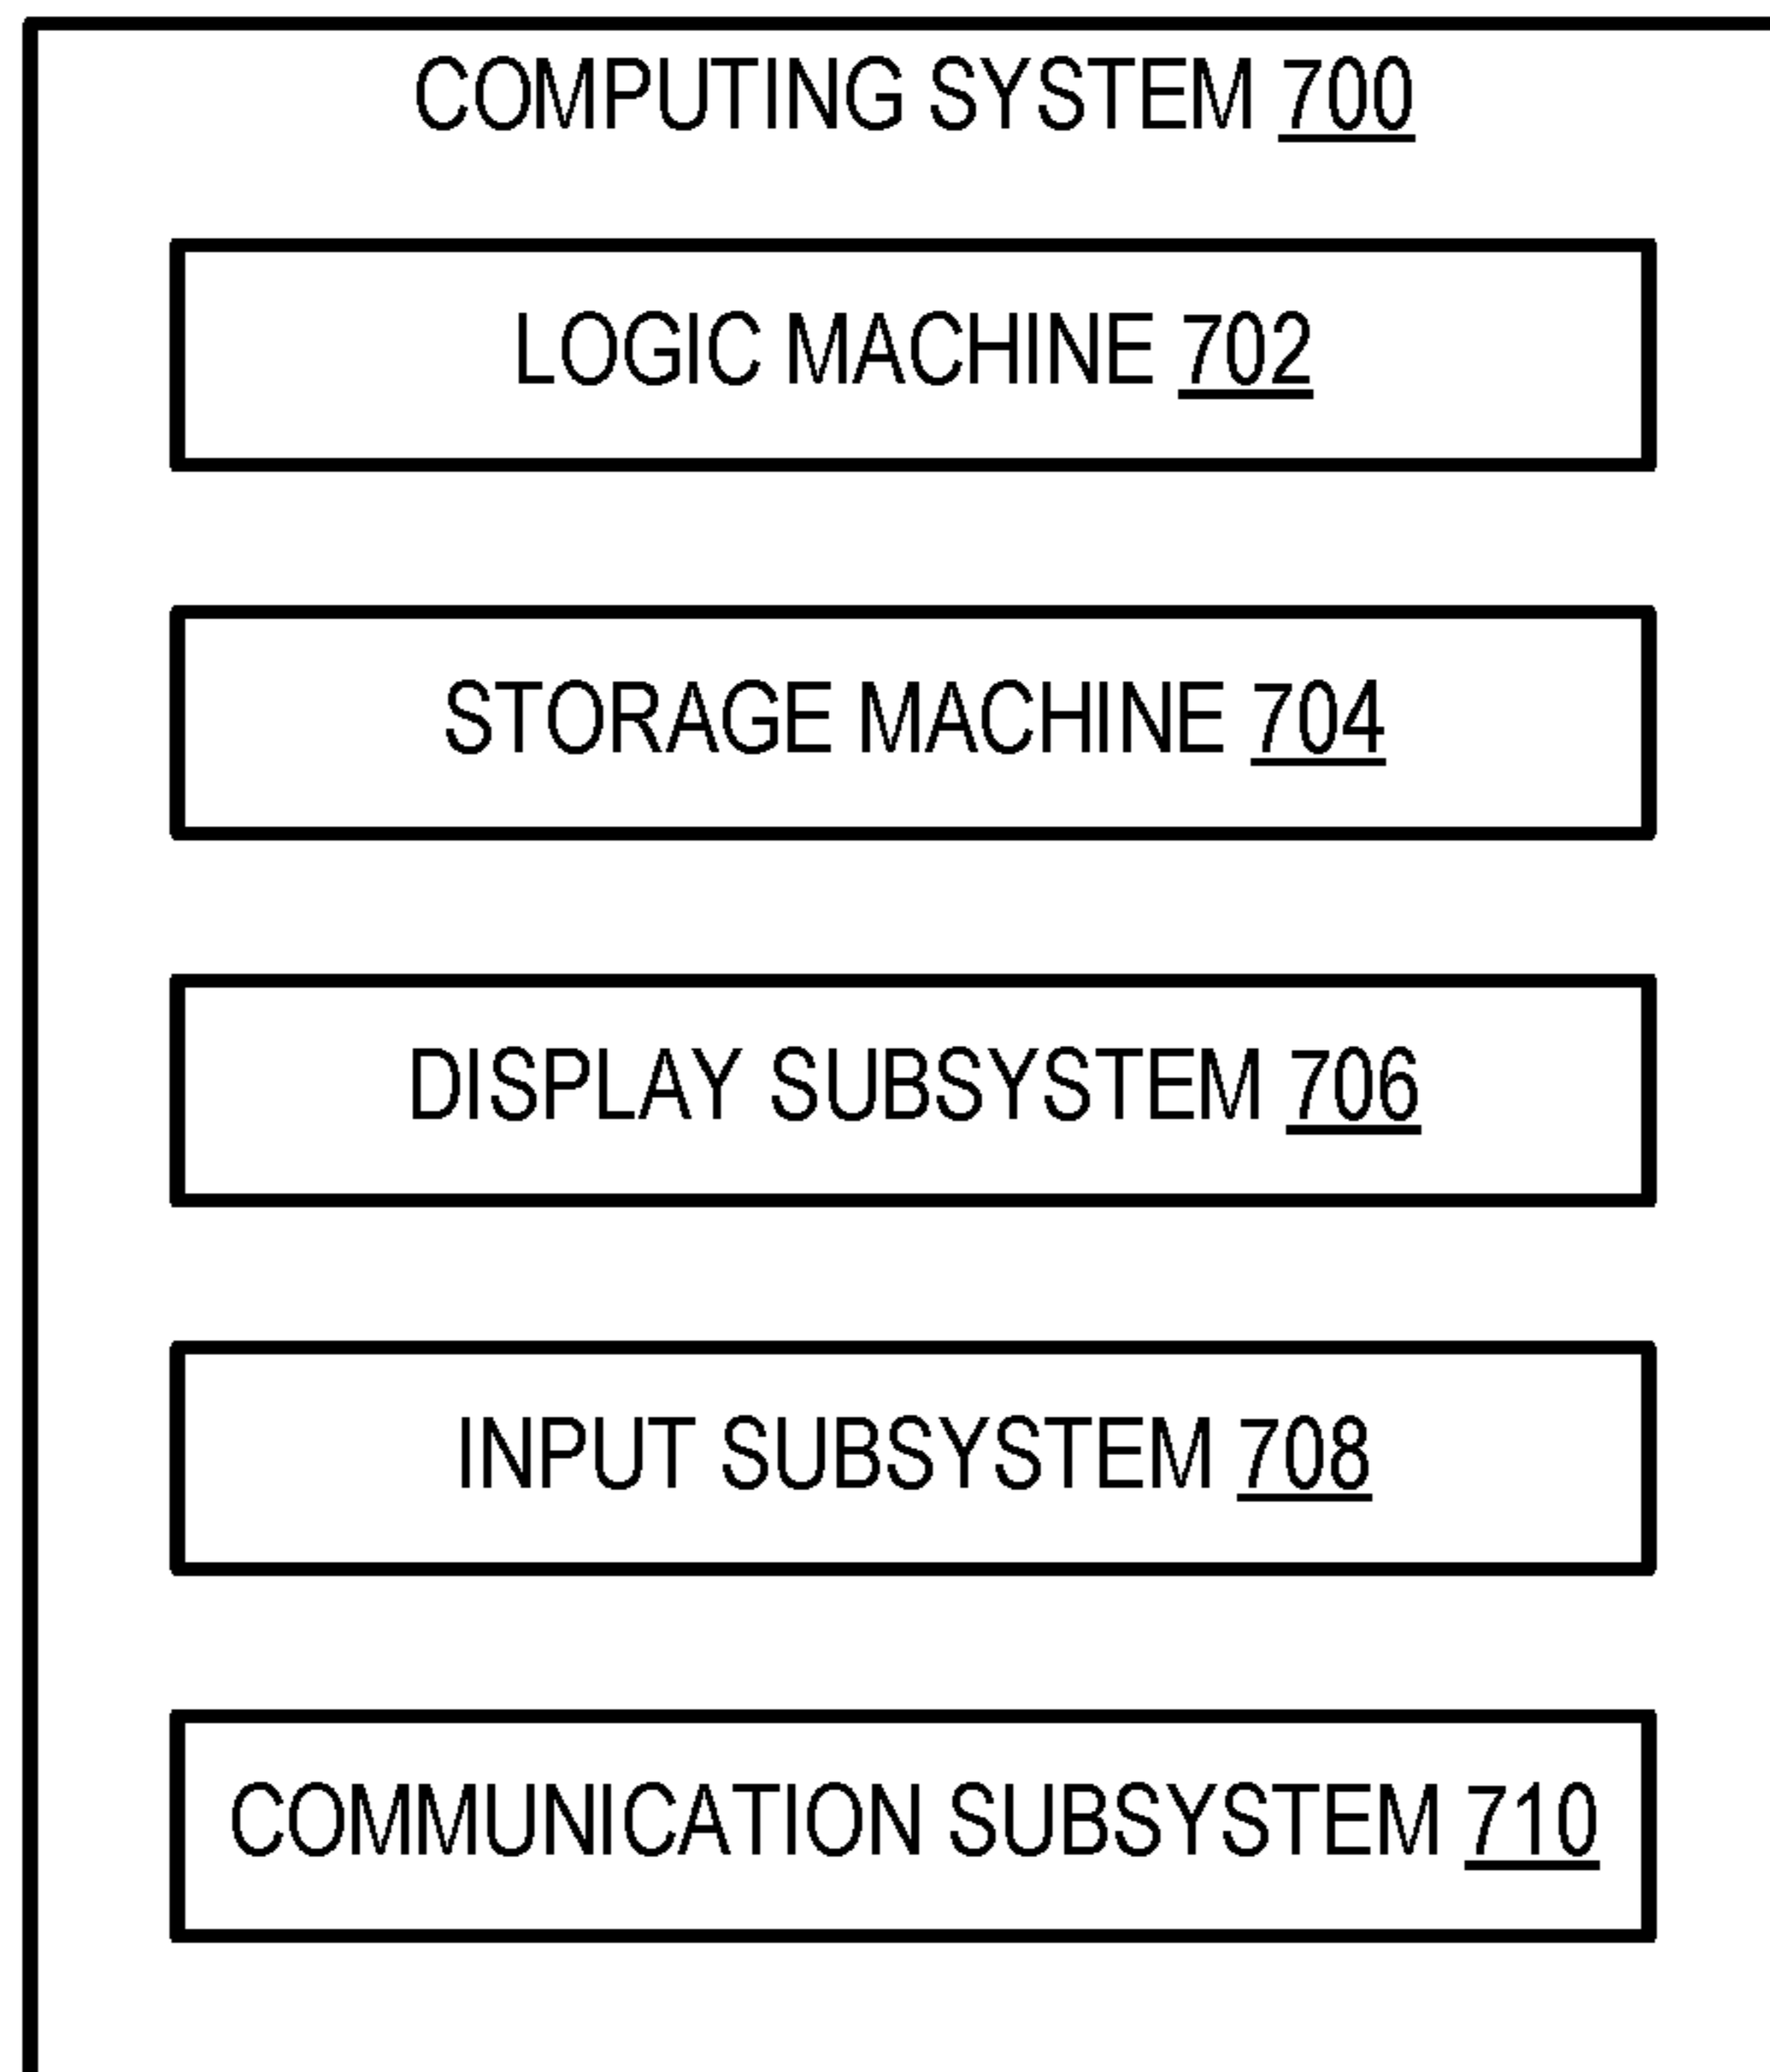 COMPUTING SYSTEM 700
LOGIC MACHINE 702
STORAGE MACHINE 704
DISPLAY SUBSYSTEM 706
INPUT SUBSYSTEM 708
COMMUNICATION SUBSYSTEM 710